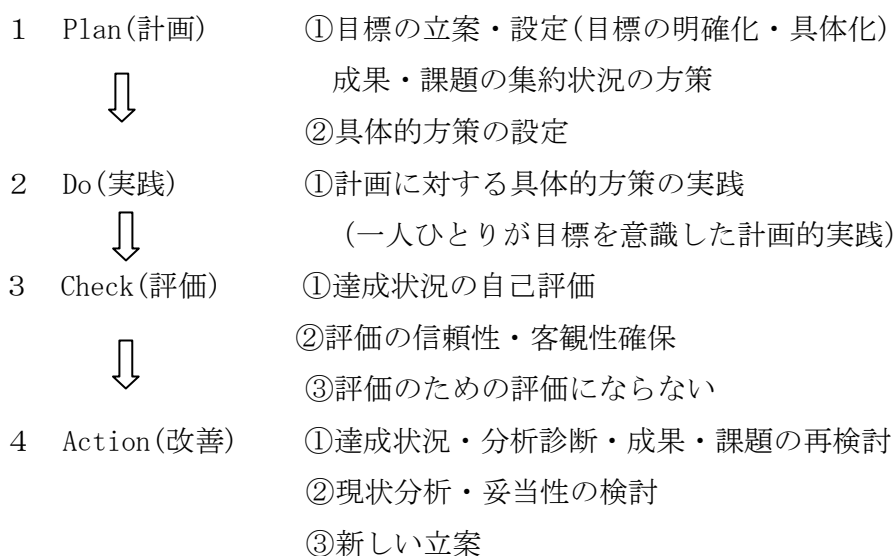 1 Plan(計画) ①目標の立案・設定(目標の明確化・具体化)
成果・課題の集約状況の方策
②具体的方策の設定
2 Do(実践) ①計画に対する具体的方策の実践
(一人ひとりが目標を意識した計画的実践)
3 Check(評価) ①達成状況の自己評価
②評価の信頼性・客観性確保
③評価のための評価にならない
4 Action(改善) ①達成状況・分析診断・成果・課題の再検討
②現状分析・妥当性の検討
③新しい立案